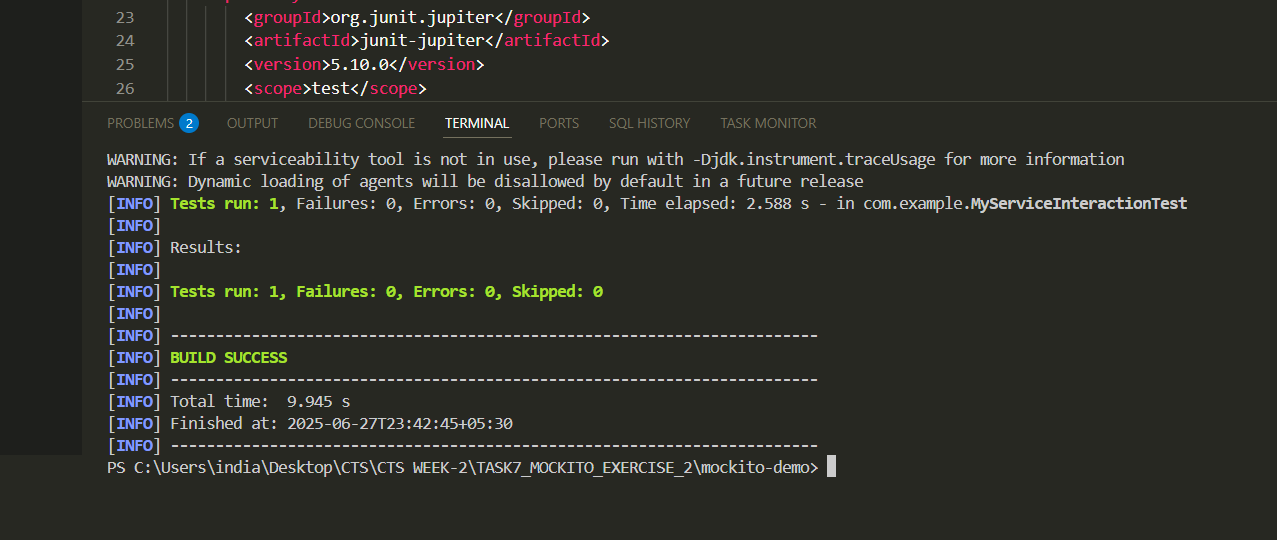 23 <groupId>org.junit.jupiter</groupId>
24 <artifactId>junit-jupiter</artifactId>
25 <version>5.10.0</version>
26 <scope>test</scope>
PROBLEMS 2 OUTPUT DEBUG CONSOLE TERMINAL PORTS SQL HISTORY TASK MONITOR
WARNING: If a serviceability tool is not in use, please run with -Djdk.instrument.traceUsage for more information
WARNING: Dynamic loading of agents will be disallowed by default in a future release
[INFO] Tests run: 1, Failures: 0, Errors: 0, Skipped: 0, Time elapsed: 2.588 s - in com.example.MyServiceInteractionTest
[INFO]
[INFO] Results:
[INFO]
[INFO] Tests run: 1, Failures: 0, Errors: 0, Skipped: 0
[INFO]
[INFO] ------------------------------------------------------------------------
[INFO] BUILD SUCCESS
[INFO] ------------------------------------------------------------------------
[INFO] Total time:  9.945 s
[INFO] Finished at: 2025-06-27T23:42:45+05:30
[INFO] ------------------------------------------------------------------------
PS C:\Users\india\Desktop\CTS\CTS WEEK-2\TASK7_MOCKITO_EXERCISE_2\mockito-demo>